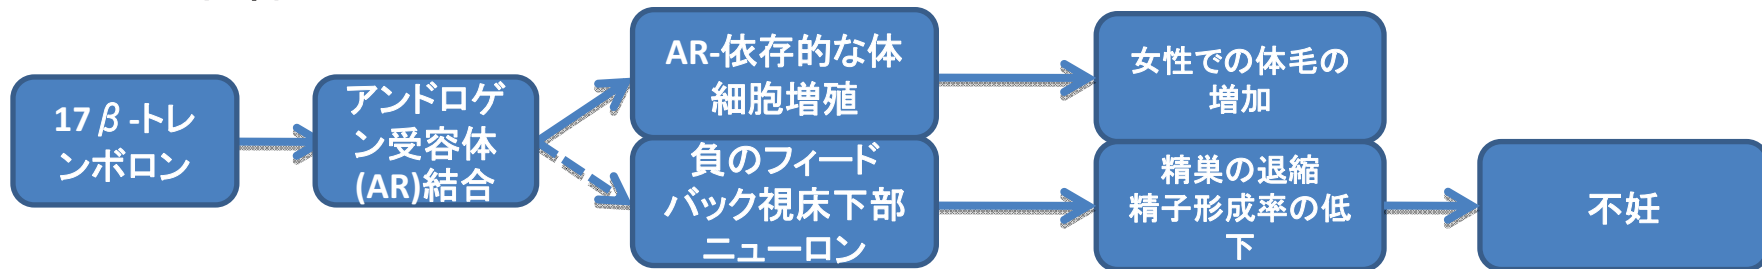 17β-トレ
ンボロン
アンドロゲ
ン受容体
(AR)結合
AR-依存的な体
細胞増殖
女性での体毛の
増加
負のフィード
バック視床下部
ニューロン
精巣の退縮
精子形成率の低
下
不妊